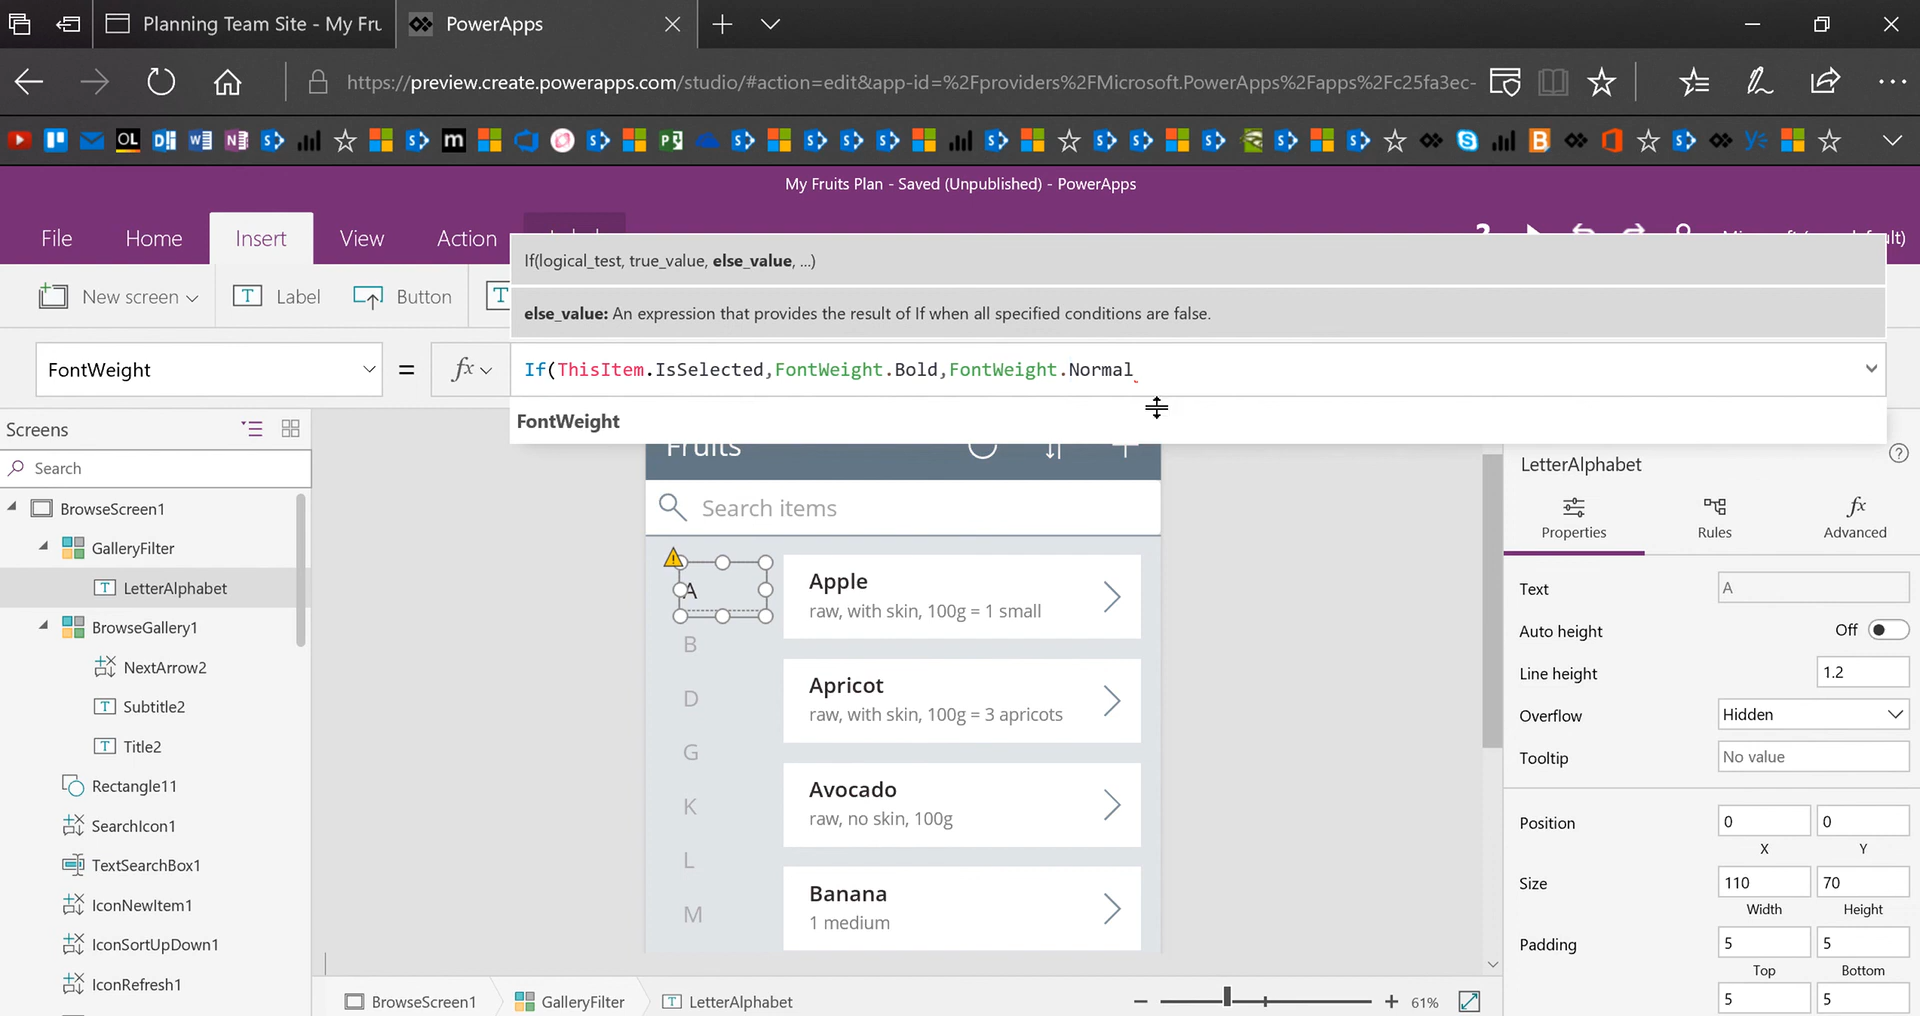 Planning Team Site - My Fru
PowerApps
https://preview.create.powerapps.com/studio/#action=edit&app-id=%2Fproviders%2FMicrosoft.PowerApps%2Fapps%2Fc25fa3ec-
OL
m
My Fruits Plan - Saved (Unpublished) - PowerApps
File
Home
Insert
View
Action
If(logical_test, true_value, else_value, ...)
New screen
Label
Button
else_value: An expression that provides the result of If when all specified conditions are false.
FontWeight
=
fx
If(ThisItem.IsSelected,FontWeight.Bold,FontWeight.Normal
FontWeight
Screens
Search
BrowseScreen1
GalleryFilter
LetterAlphabet
BrowseGallery1
NextArrow2
Subtitle2
Title2
Rectangle11
SearchIcon1
TextSearchBox1
IconNewItem1
IconSortUpDown1
IconRefresh1
Fruits
Search items
A
B
D
G
K
L
M
Apple
raw, with skin, 100g = 1 small
Apricot
raw, with skin, 100g = 3 apricots
Avocado
raw, no skin, 100g
Banana
1 medium
LetterAlphabet
Properties
Rules
Advanced
Text
A
Auto height
Off
Line height
1.2
Overflow
Hidden
Tooltip
No value
Position
0
0
X
Y
Size
110
70
Width
Height
Padding
5
5
Top
Bottom
5
5
BrowseScreen1
GalleryFilter
LetterAlphabet
61%